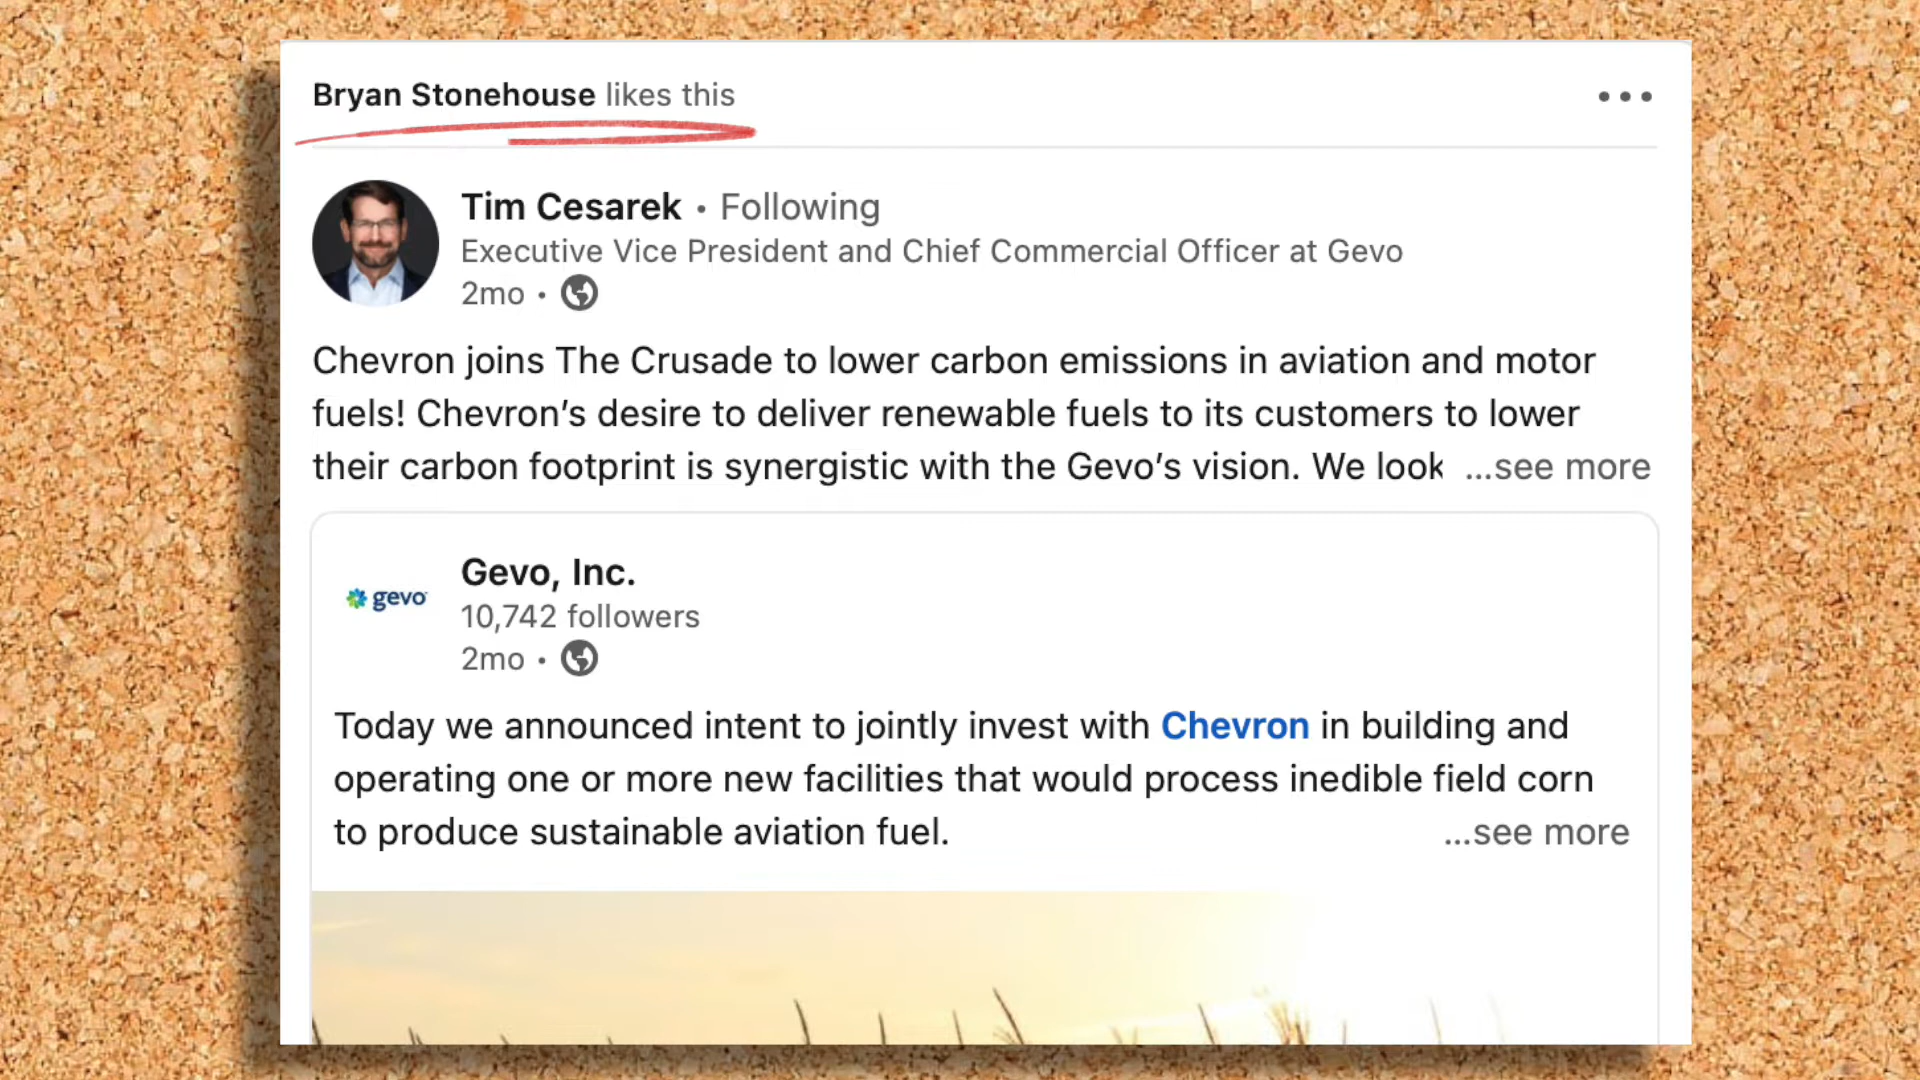 Bryan Stonehouse likes this
Tim Cesarek • Following
Executive Vice President and Chief Commercial Officer at Gevo
2mo •
Chevron joins The Crusade to lower carbon emissions in aviation and motor
fuels! Chevron’s desire to deliver renewable fuels to its customers to lower
their carbon footprint is synergistic with the Gevo’s vision. We look ...see more
gevo
Gevo, Inc.
10,742 followers
2mo •
Today we announced intent to jointly invest with Chevron in building and
operating one or more new facilities that would process inedible field corn
to produce sustainable aviation fuel. ...see more